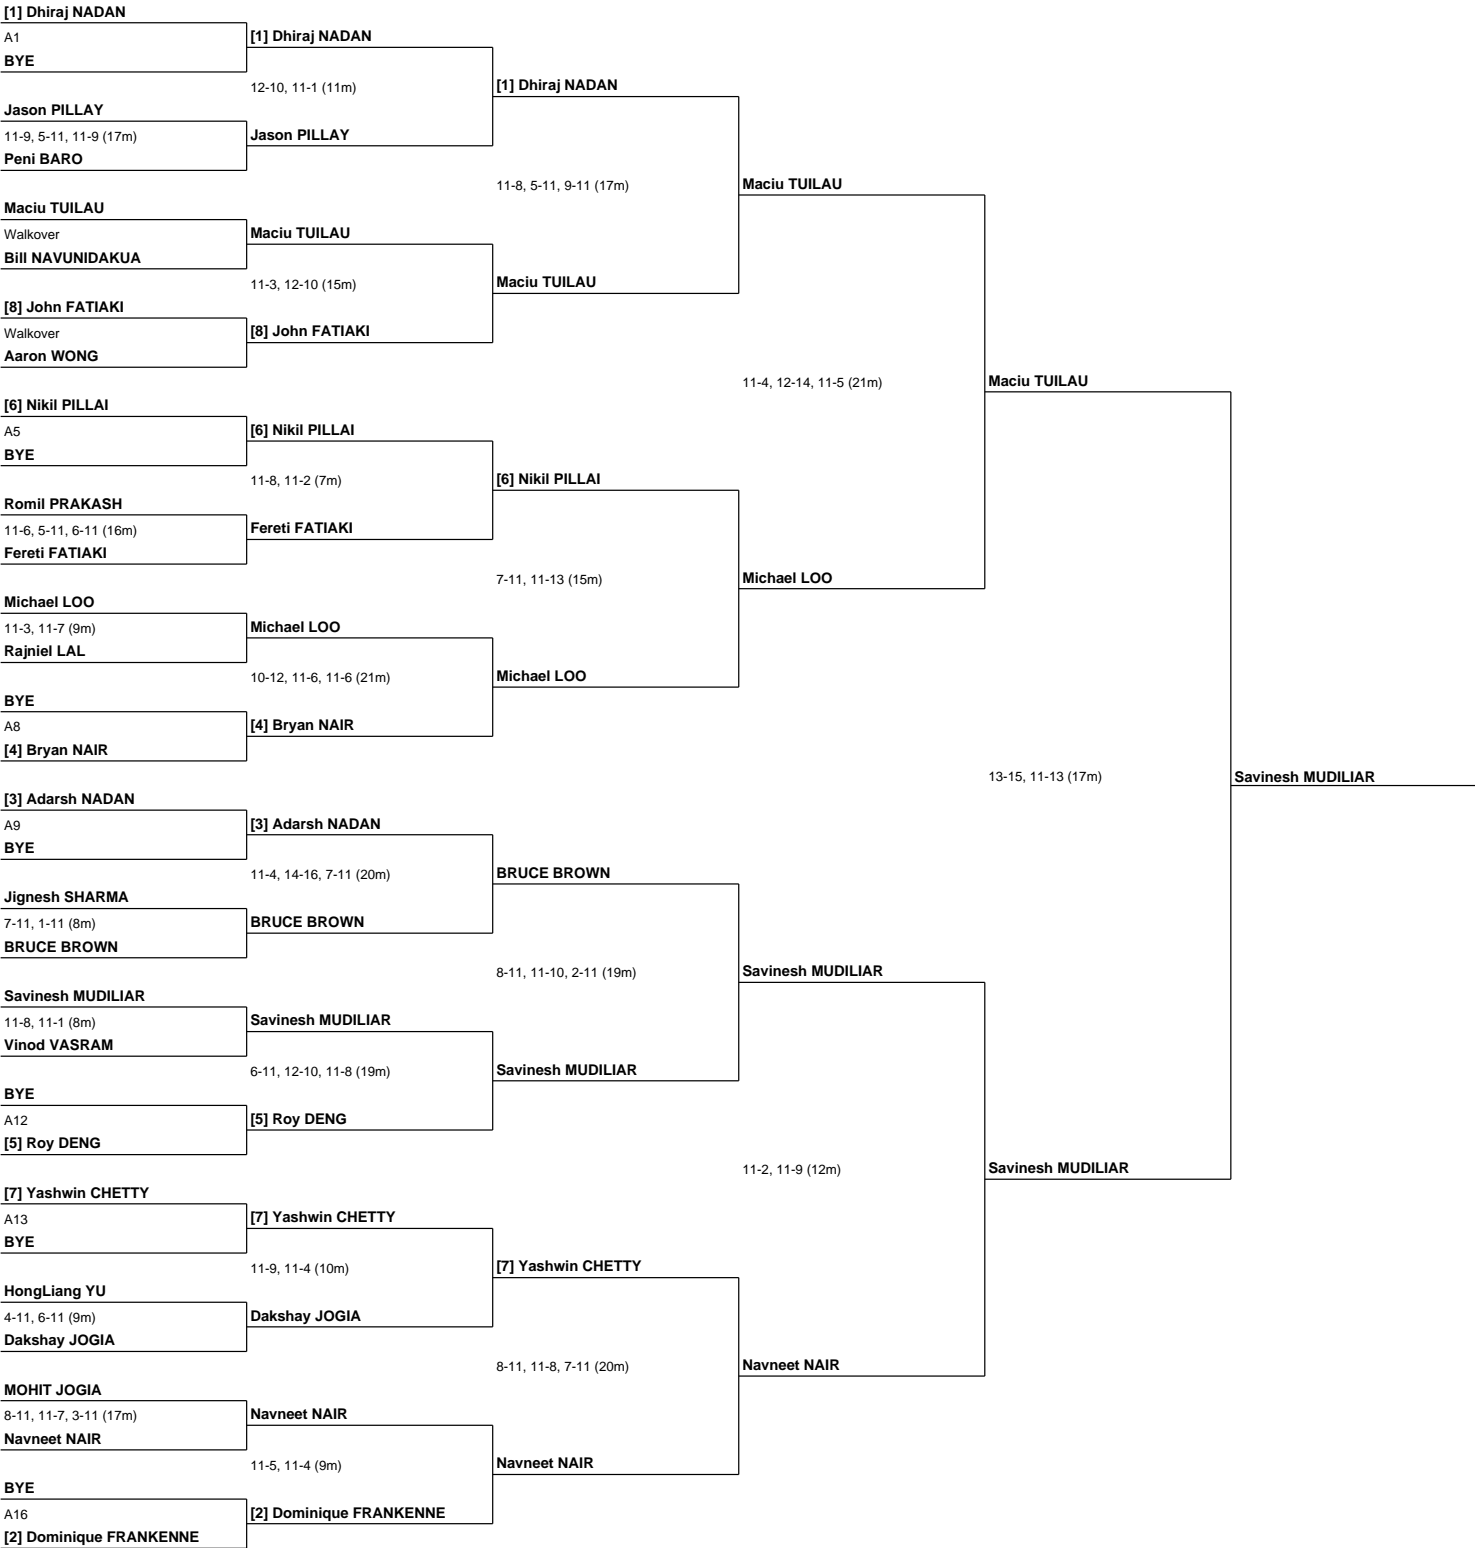 [1] Dhiraj NADAN
A1
BYE
Jason PILLAY
11-9, 5-11, 11-9 (17m)
Peni BARO
Maciu TUILAU
Walkover
Bill NAVUNIDAKUA
[8] John FATIAKI
Walkover
Aaron WONG
[6] Nikil PILLAI
A5
BYE
Romil PRAKASH
11-6, 5-11, 6-11 (16m)
Fereti FATIAKI
Michael LOO
11-3, 11-7 (9m)
Rajniel LAL
BYE
A8
[4] Bryan NAIR
[3] Adarsh NADAN
A9
BYE
Jignesh SHARMA
7-11, 1-11 (8m)
BRUCE BROWN
Savinesh MUDILIAR
11-8, 11-1 (8m)
Vinod VASRAM
BYE
A12
[5] Roy DENG
[7] Yashwin CHETTY
A13
BYE
HongLiang YU
4-11, 6-11 (9m)
Dakshay JOGIA
MOHIT JOGIA
8-11, 11-7, 3-11 (17m)
Navneet NAIR
BYE
A16
[2] Dominique FRANKENNE
[1] Dhiraj NADAN
12-10, 11-1 (11m)
Jason PILLAY
Maciu TUILAU
11-3, 12-10 (15m)
[8] John FATIAKI
[6] Nikil PILLAI
11-8, 11-2 (7m)
Fereti FATIAKI
Michael LOO
10-12, 11-6, 11-6 (21m)
[4] Bryan NAIR
[3] Adarsh NADAN
11-4, 14-16, 7-11 (20m)
BRUCE BROWN
Savinesh MUDILIAR
6-11, 12-10, 11-8 (19m)
[5] Roy DENG
[7] Yashwin CHETTY
11-9, 11-4 (10m)
Dakshay JOGIA
Navneet NAIR
11-5, 11-4 (9m)
[2] Dominique FRANKENNE
[1] Dhiraj NADAN
11-8, 5-11, 9-11 (17m)
Maciu TUILAU
[6] Nikil PILLAI
7-11, 11-13 (15m)
Michael LOO
BRUCE BROWN
8-11, 11-10, 2-11 (19m)
Savinesh MUDILIAR
[7] Yashwin CHETTY
8-11, 11-8, 7-11 (20m)
Navneet NAIR
Maciu TUILAU
11-4, 12-14, 11-5 (21m)
Michael LOO
Savinesh MUDILIAR
11-2, 11-9 (12m)
Navneet NAIR
Maciu TUILAU
13-15, 11-13 (17m)
Savinesh MUDILIAR
Savinesh MUDILIAR